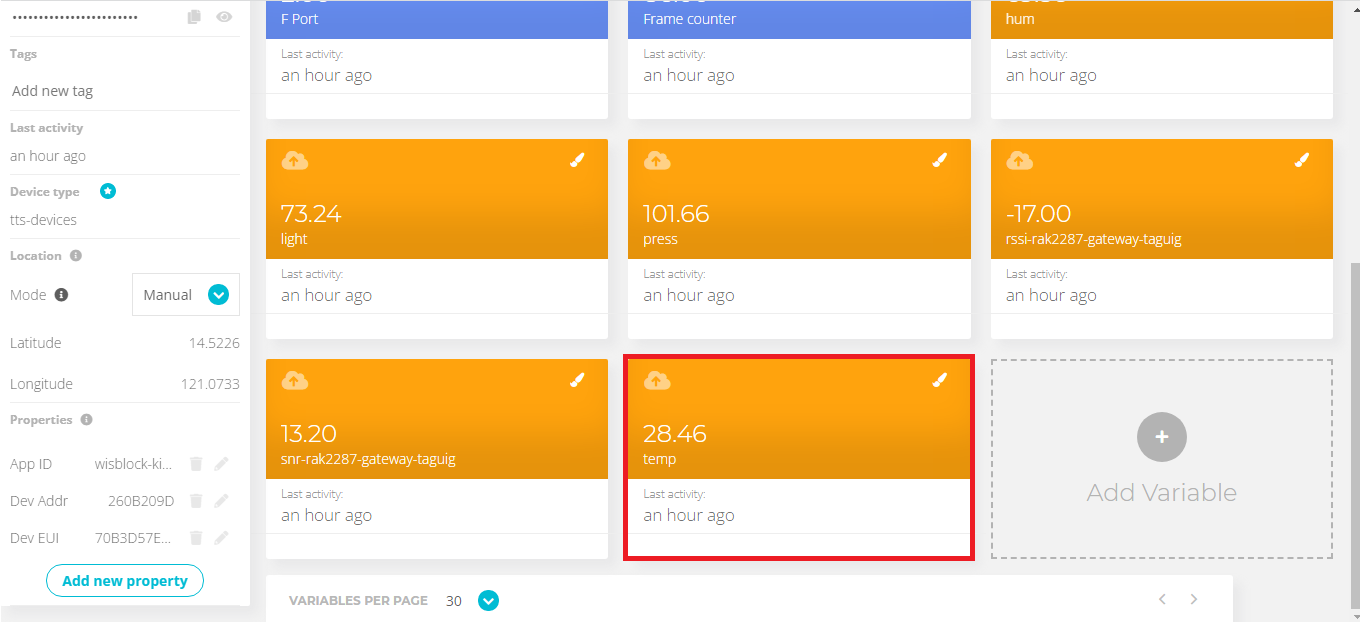 ••••••••••••••••••••••••
Tags
Add new tag
Last activity
an hour ago
Device type
tts-devices
Location
Mode
Manual
Latitude 14.5226
Longitude 121.0733
Properties
App ID wisblock-ki...
Dev Addr 260B209D
Dev EUI 70B3D57E...
Add new property
F Port
Last activity:
an hour ago
Frame counter
Last activity:
an hour ago
hum
Last activity:
an hour ago
73.24
light
Last activity:
an hour ago
101.66
press
Last activity:
an hour ago
-17.00
rssi-rak2287-gateway-taguig
Last activity:
an hour ago
13.20
snr-rak2287-gateway-taguig
Last activity:
an hour ago
28.46
temp
Last activity:
an hour ago
Add Variable
VARIABLES PER PAGE 30